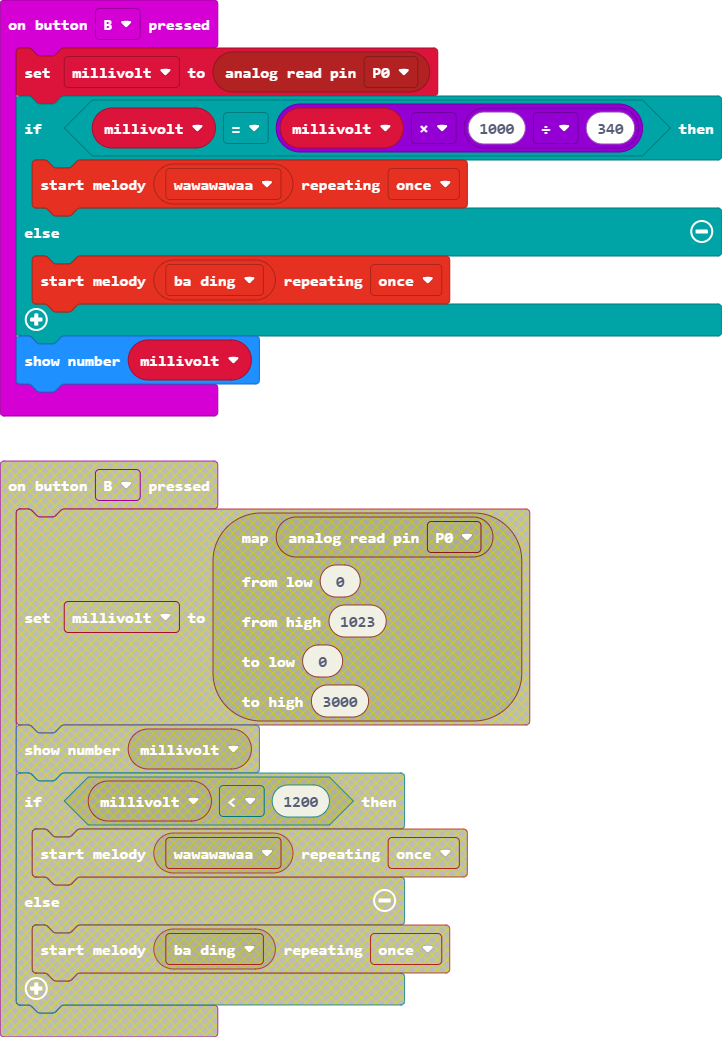 on button B pressed
set millivolt to analog read pin P0
if millivolt = millivolt × 1000 ÷ 340 then
start melody wawawawaa repeating once
else
start melody ba ding repeating once
show number millivolt
on button B pressed
map analog read pin P0
from low 0
set millivolt to from high 1023
to low 0
to high 3000
show number millivolt
if millivolt < 1200 then
start melody wawawawaa repeating once
else
start melody ba ding repeating once